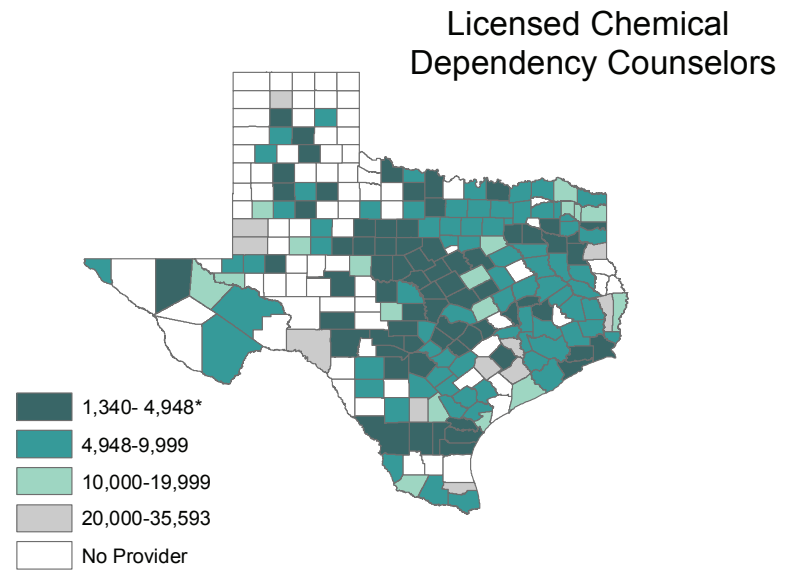 Licensed Chemical
Dependency Counselors
1,340- 4,948*
4,948-9,999
10,000-19,999
20,000-35,593
No Provider